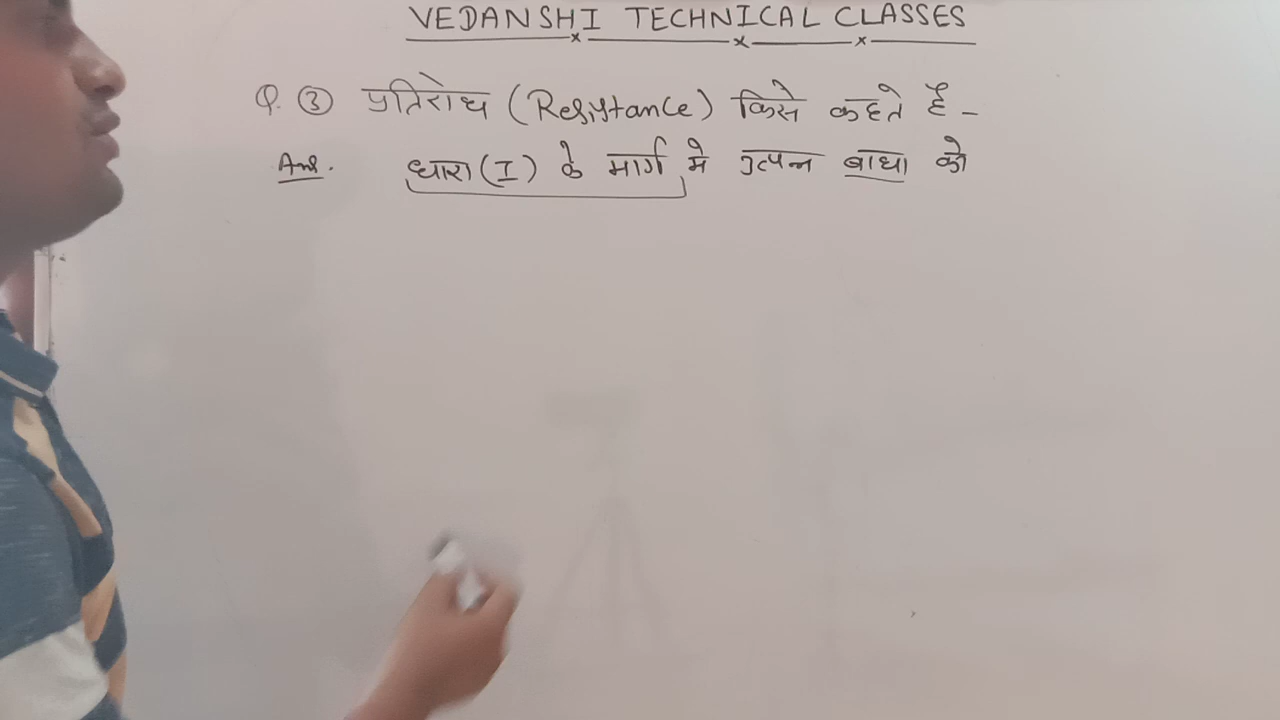 VEDANSHI TECHNICAL CLASSES
Q. ③ प्रतिरोध (Resistance) किसे कहते है -
Ans. धारा (I) के मार्ग मे उत्पन्न बाधा को